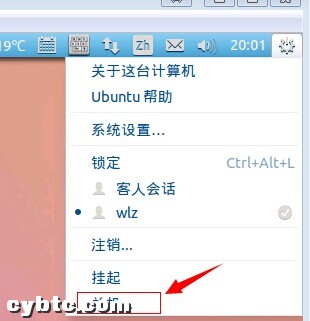 19℃ Zh 20:01
关于这台计算机
Ubuntu 帮助
系统设置...
锁定 Ctrl+Alt+L
客人会话
wlz
注销...
挂起
cybtc.com